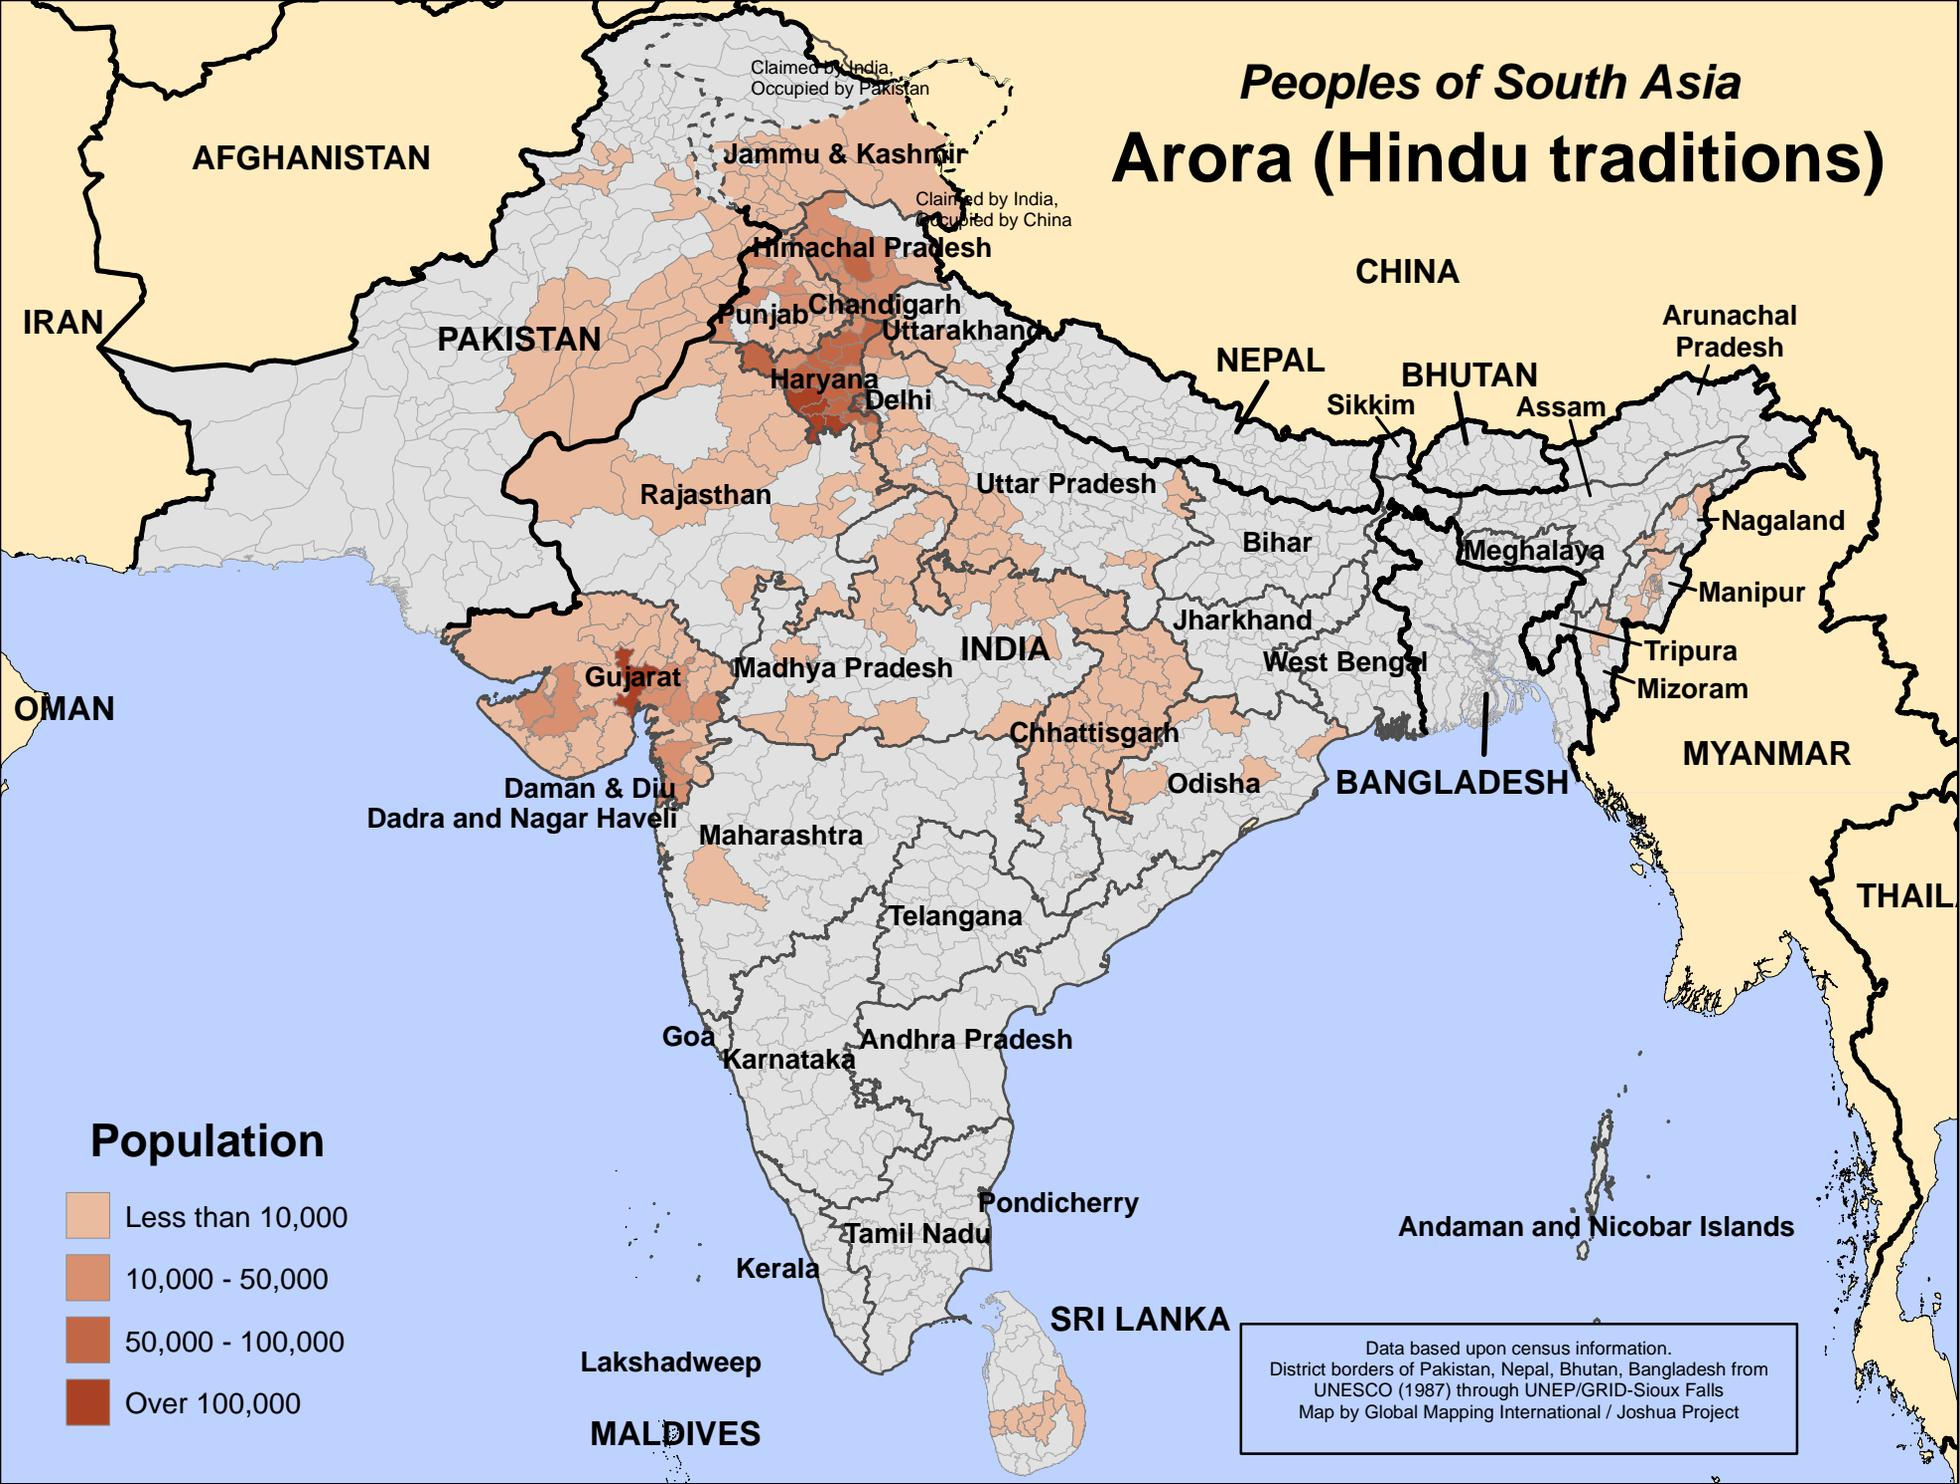 Peoples of South Asia
Arora (Hindu traditions)
Claimed by India,
Occupied by Pakistan
AFGHANISTAN
Jammu & Kashmir
Claimed by India,
Occupied by China
Himachal Pradesh
CHINA
IRAN
PAKISTAN
Punjab
Chandigarh
Uttarakhand
Arunachal
Pradesh
NEPAL
BHUTAN
Sikkim
Assam
Haryana
Delhi
Rajasthan
Uttar Pradesh
Nagaland
Bihar
Meghalaya
Manipur
Jharkhand
INDIA
Tripura
West Bengal
Madhya Pradesh
Gujarat
Mizoram
OMAN
Chhattisgarh
MYANMAR
Odisha
BANGLADESH
Daman & Diu
Dadra and Nagar Haveli
Maharashtra
THAIL
Telangana
Goa
Andhra Pradesh
Karnataka
Pondicherry
Tamil Nadu
Andaman and Nicobar Islands
Kerala
SRI LANKA
Lakshadweep
MALDIVES
Population
Less than 10,000
10,000 - 50,000
50,000 - 100,000
Over 100,000
Data based upon census information.
District borders of Pakistan, Nepal, Bhutan, Bangladesh from
UNESCO (1987) through UNEP/GRID-Sioux Falls
Map by Global Mapping International / Joshua Project